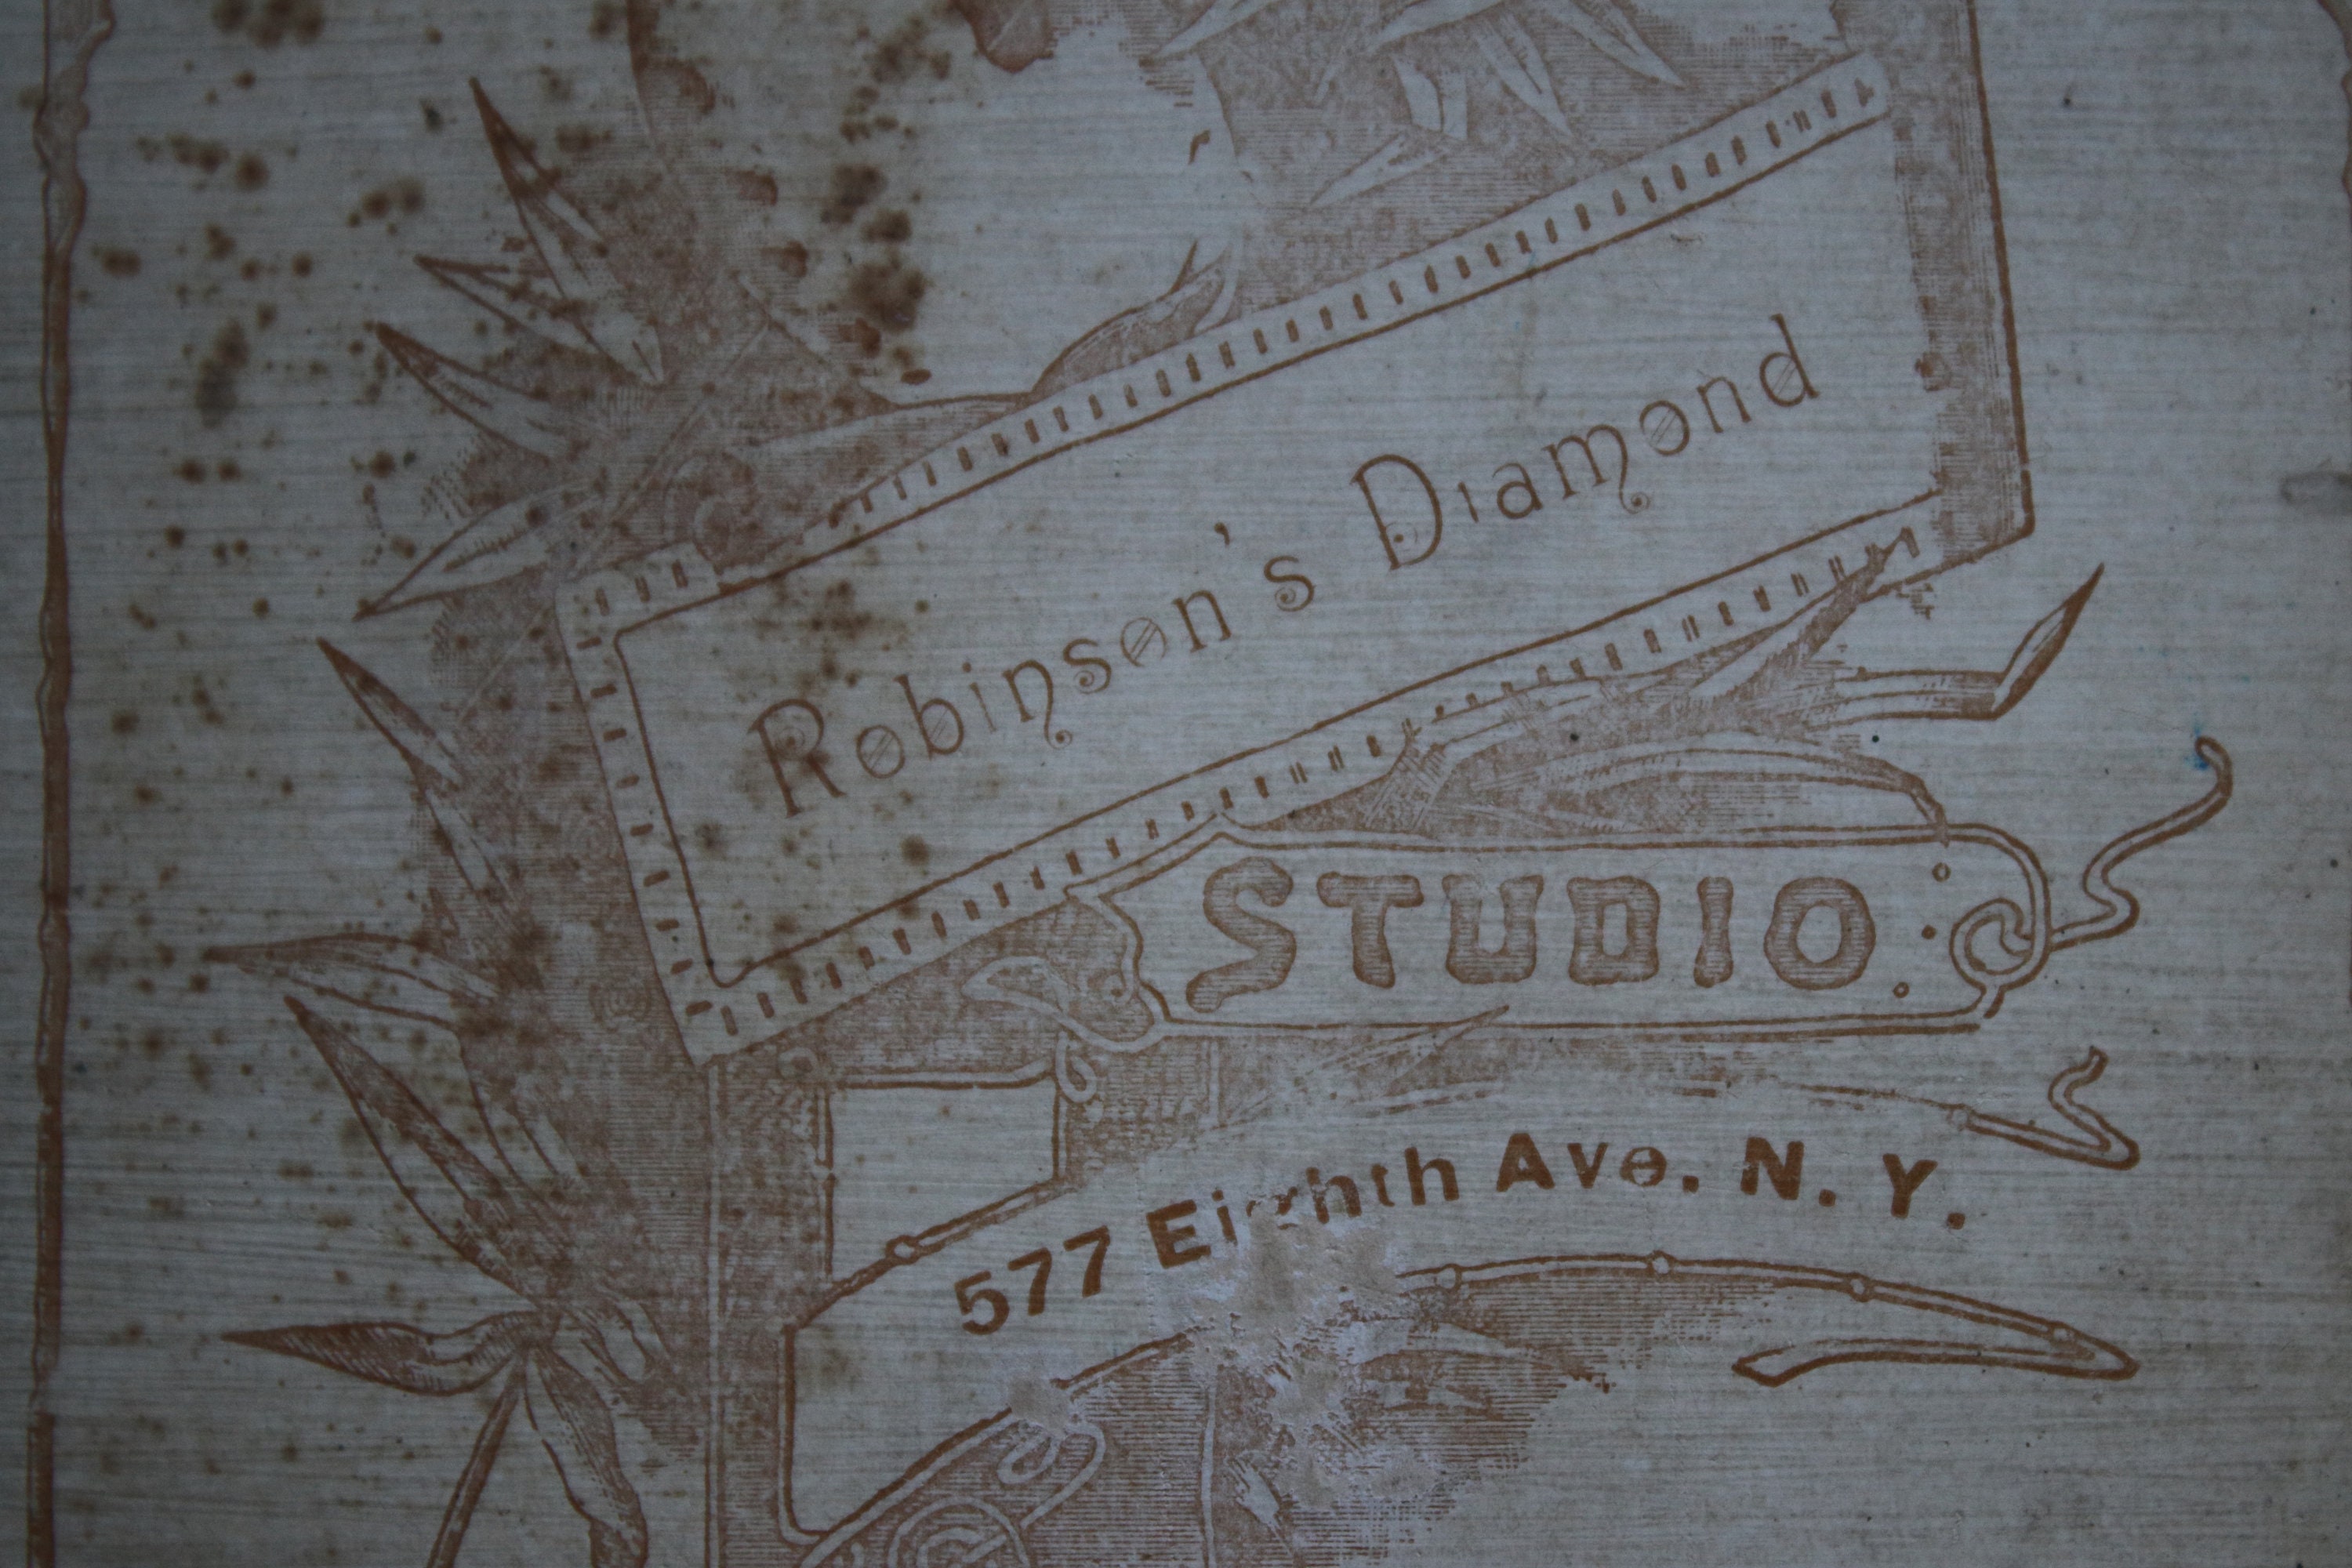 Robinson's Diamond
STUDIO
577 Eighth Ave. N. Y.